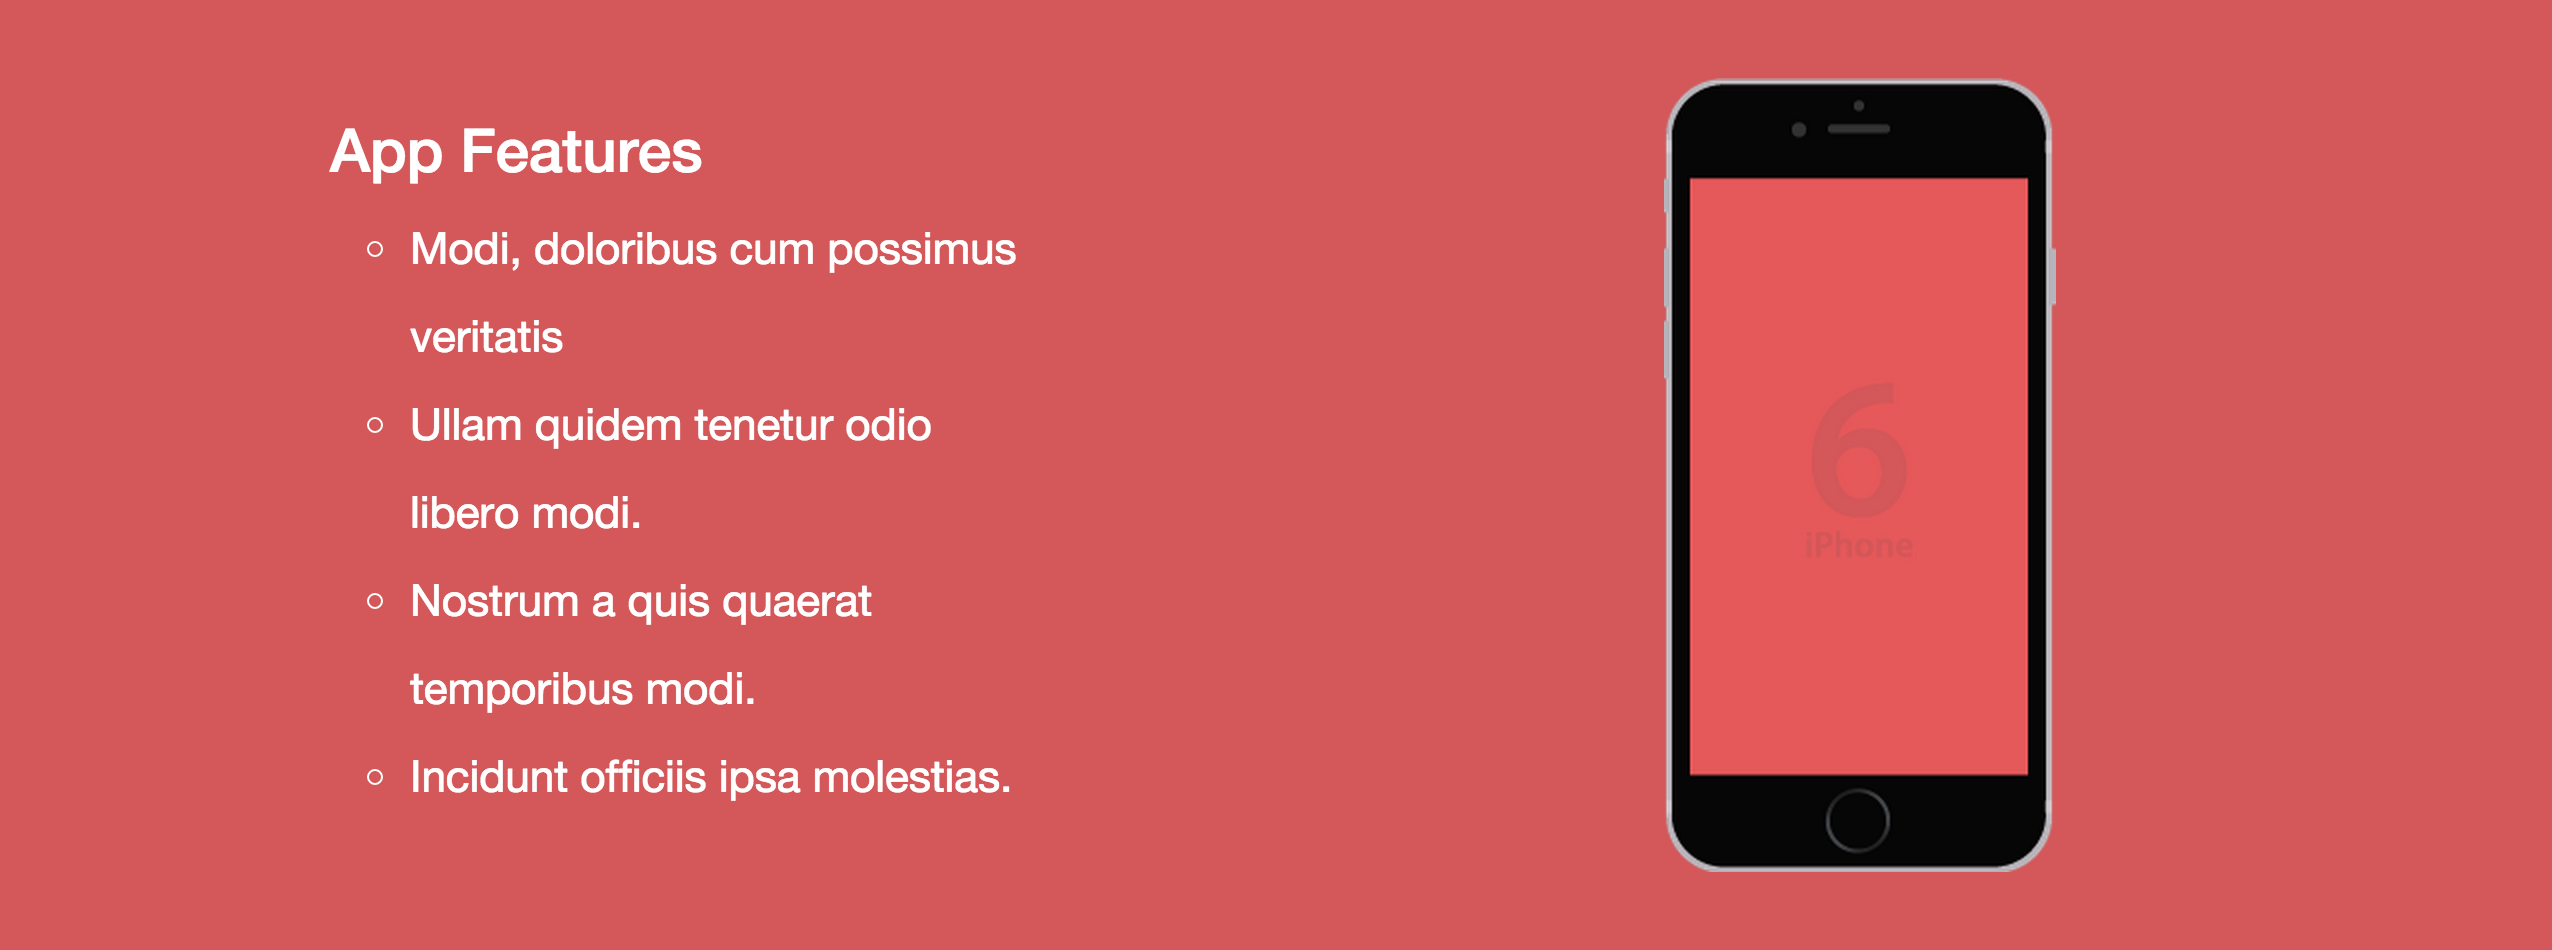 App Features
Modi, doloribus cum possimus
veritatis
Ullam quidem tenetur odio
libero modi.
Nostrum a quis quaerat
temporibus modi.
Incidunt officiis ipsa molestias.
6
iPhone